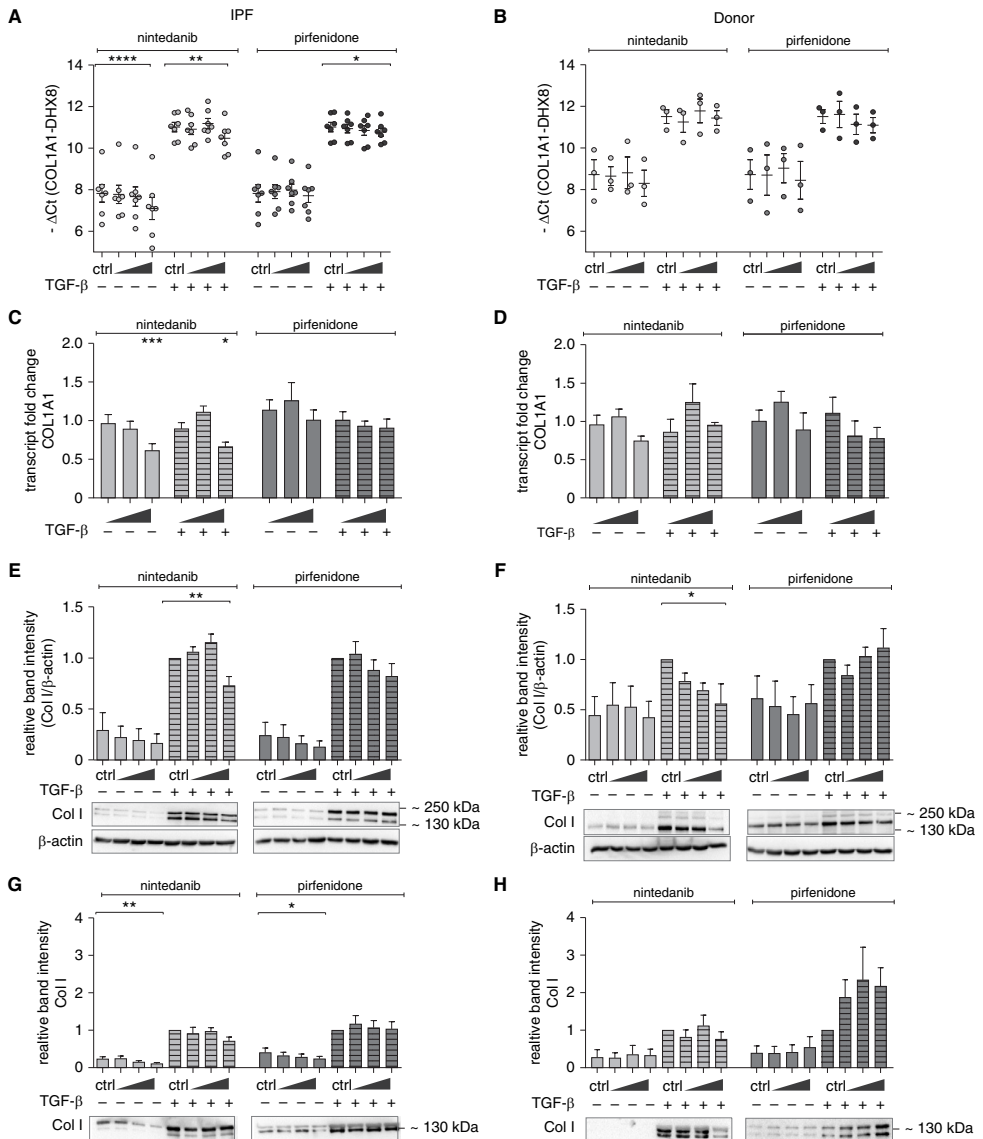 A
IPF
nintedanib
pirfenidone
****
**
*
- ΔCt (COL1A1-DHX8)
14
12
10
8
6
ctrl
ctrl
ctrl
ctrl
TGF-β
− − − − + + + + − − − − + + + +
B
Donor
nintedanib
pirfenidone
- ΔCt (COL1A1-DHX8)
14
12
10
8
6
ctrl
ctrl
ctrl
ctrl
TGF-β
− − − − + + + + − − − − + + + +
C
nintedanib
pirfenidone
***
*
transcript fold change
COL1A1
2.0
1.5
1.0
0.5
0
TGF-β
− − − + + + − − − + + +
D
nintedanib
pirfenidone
transcript fold change
COL1A1
2.0
1.5
1.0
0.5
0
TGF-β
− − − + + + − − − + + +
E
nintedanib
pirfenidone
**
realtive band intensity
(Col I/β-actin)
1.5
1.0
0.5
0
ctrl
ctrl
ctrl
ctrl
TGF-β
− − − − + + + + − − − − + + + +
Col I
~ 250 kDa
~ 130 kDa
β-actin
F
nintedanib
pirfenidone
*
realtive band intensity
(Col I/β-actin)
1.5
1.0
0.5
0
ctrl
ctrl
ctrl
ctrl
TGF-β
− − − − + + + + − − − − + + + +
Col I
~ 250 kDa
~ 130 kDa
β-actin
G
nintedanib
pirfenidone
**
*
realtive band intensity
Col I
4
3
2
1
0
ctrl
ctrl
ctrl
ctrl
TGF-β
− − − − + + + + − − − − + + + +
Col I
~ 130 kDa
H
nintedanib
pirfenidone
realtive band intensity
Col I
4
3
2
1
0
ctrl
ctrl
ctrl
ctrl
TGF-β
− − − − + + + + − − − − + + + +
Col I
~ 130 kDa